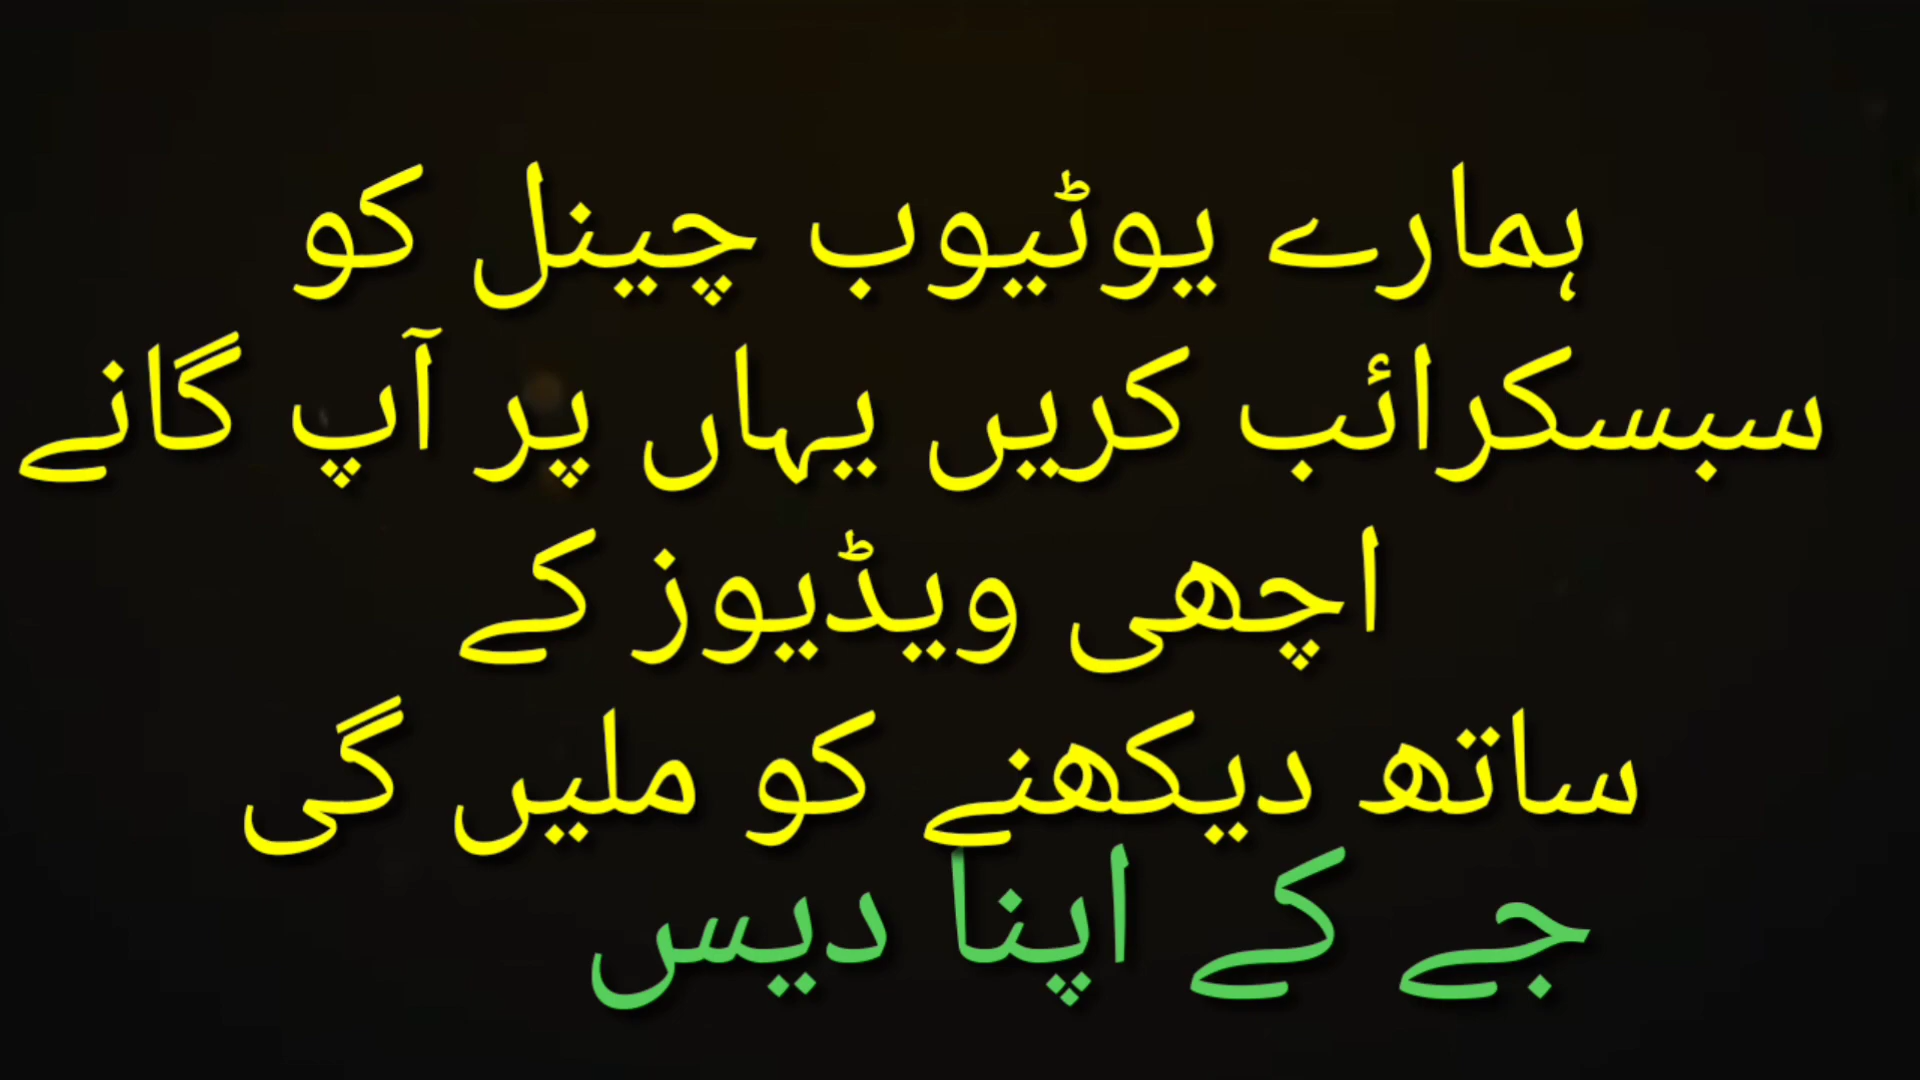 ہمارے یوٹیوب چینل کو
سبسکرائب کریں یہاں پر آپ گانے
اچھی ویڈیوز کے
ساتھ دیکھنے کو ملیں گی
جے کے اپنا دیس